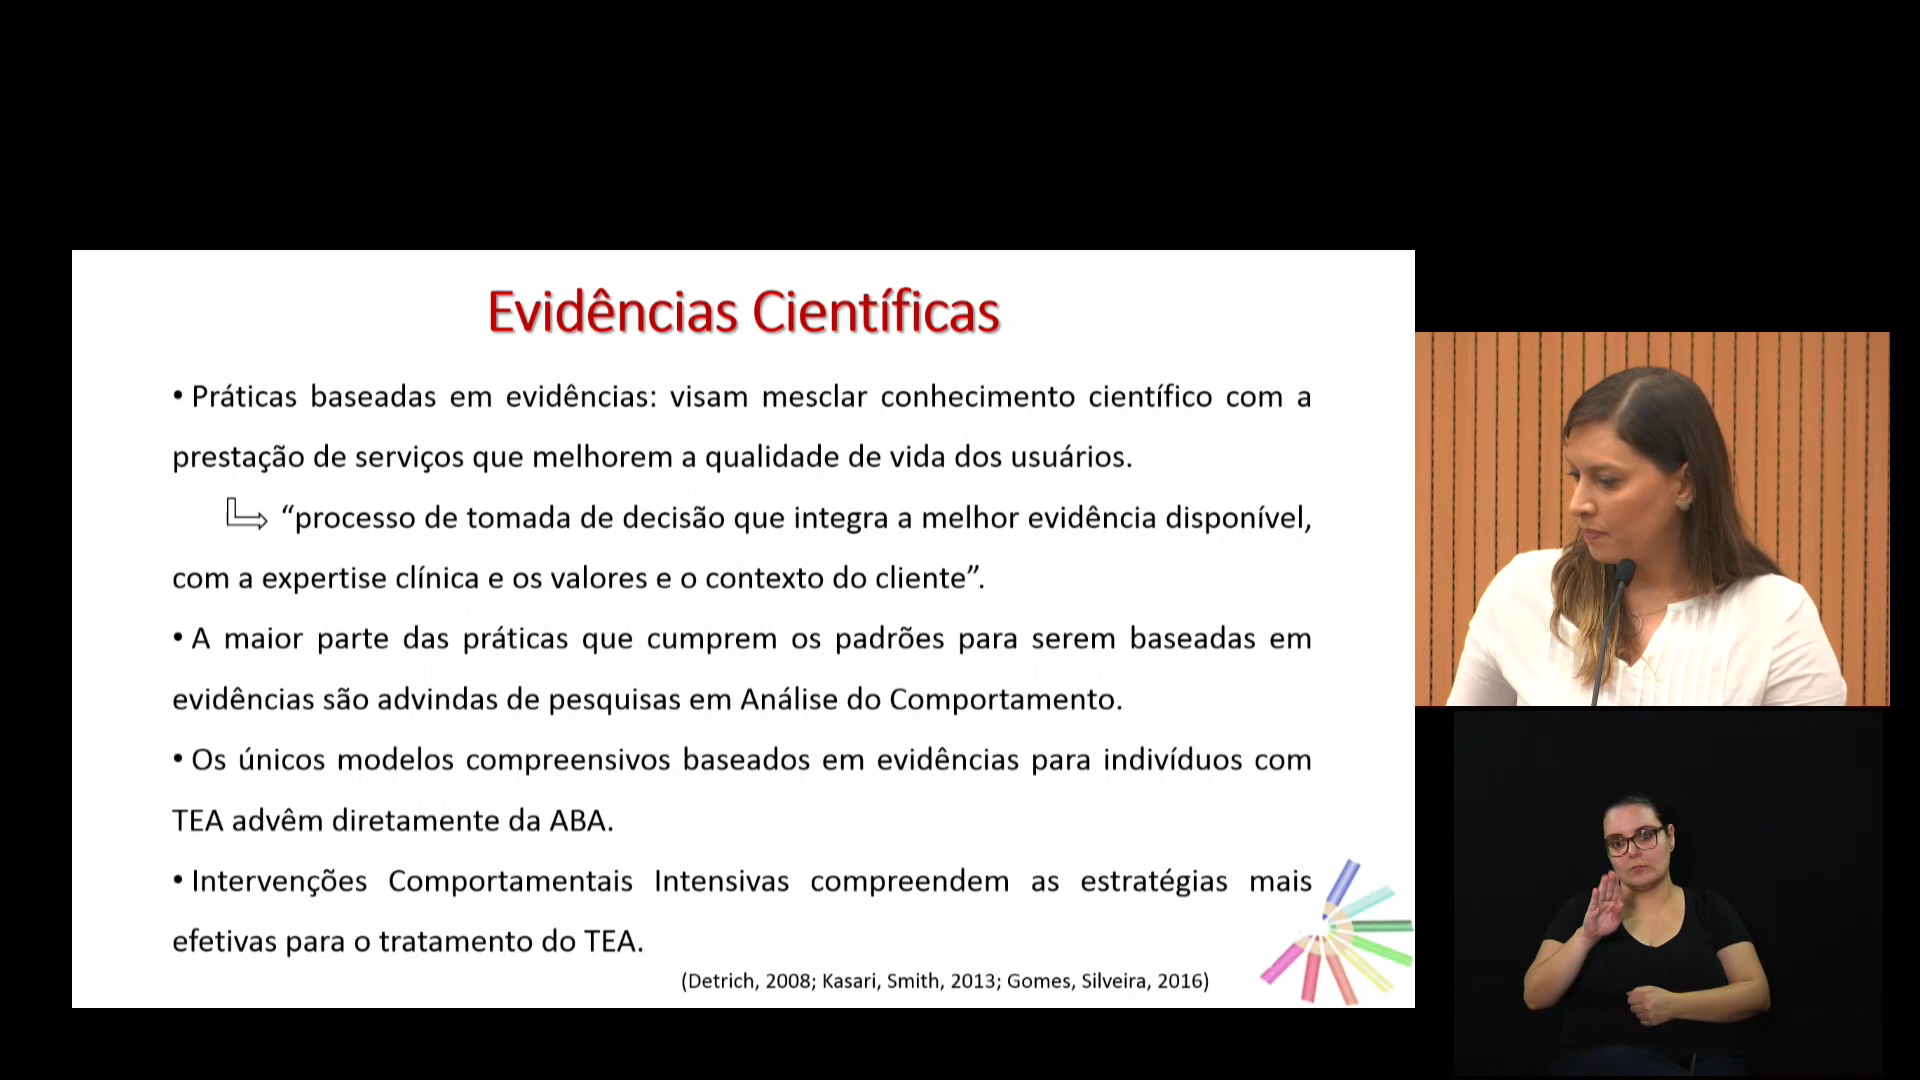 Evidências Científicas
• Práticas baseadas em evidências: visam mesclar conhecimento científico com a
prestação de serviços que melhorem a qualidade de vida dos usuários.
“processo de tomada de decisão que integra a melhor evidência disponível,
com a expertise clínica e os valores e o contexto do cliente”.
• A maior parte das práticas que cumprem os padrões para serem baseadas em
evidências são advindas de pesquisas em Análise do Comportamento.
• Os únicos modelos compreensivos baseados em evidências para indivíduos com
TEA advêm diretamente da ABA.
• Intervenções Comportamentais Intensivas compreendem as estratégias mais
efetivas para o tratamento do TEA.
(Detrich, 2008; Kasari, Smith, 2013; Gomes, Silveira, 2016)